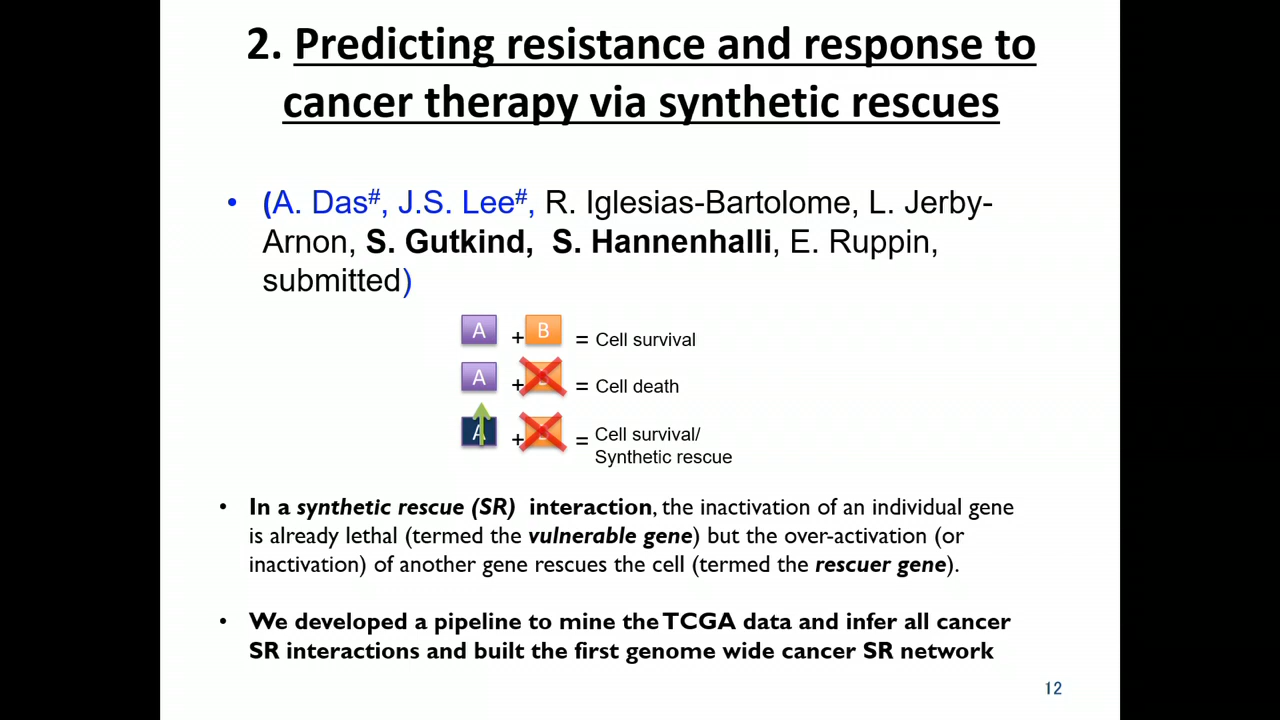 2. Predicting resistance and response to
cancer therapy via synthetic rescues
• (A. Das#, J.S. Lee#, R. Iglesias-Bartolome, L. Jerby-
Arnon, S. Gutkind, S. Hannenhalli, E. Ruppin,
submitted)
A + B = Cell survival
A + = Cell death
A + = Cell survival/
Synthetic rescue
• In a synthetic rescue (SR) interaction, the inactivation of an individual gene
is already lethal (termed the vulnerable gene) but the over-activation (or
inactivation) of another gene rescues the cell (termed the rescuer gene).
• We developed a pipeline to mine the TCGA data and infer all cancer
SR interactions and built the first genome wide cancer SR network
12